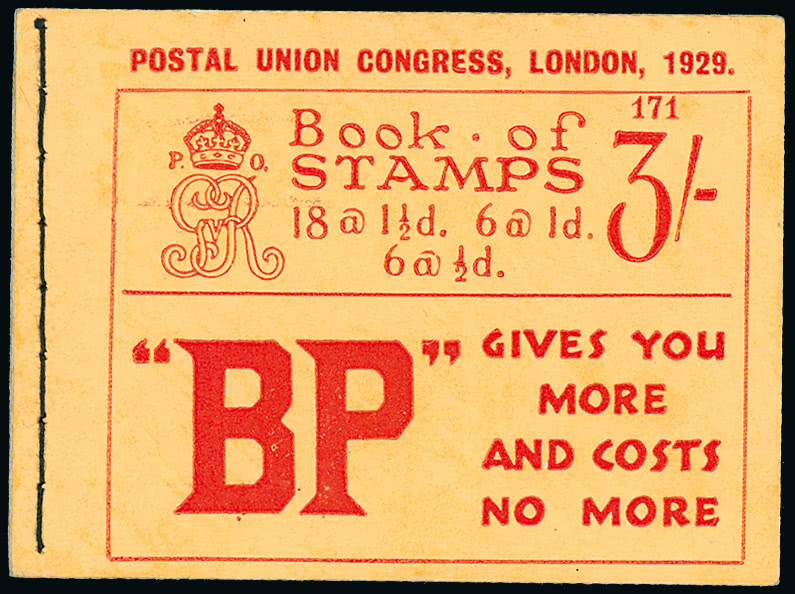 POSTAL UNION CONGRESS, LONDON, 1929.
171
P. O.
GRV
Book · of
STAMPS
3/-
18 @ 1½d. 6 @ 1d.
6 @ ½d.
"BP"
GIVES YOU
MORE
AND COSTS
NO MORE